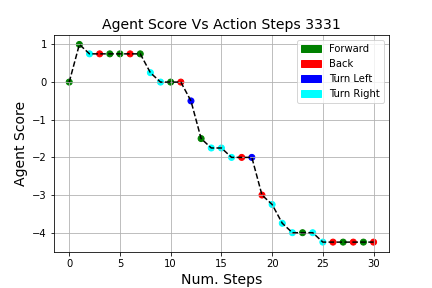 Agent Score Vs Action Steps 3331
Agent Score
1
0
−1
−2
−3
−4
Forward
Back
Turn Left
Turn Right
0 5 10 15 20 25 30
Num. Steps